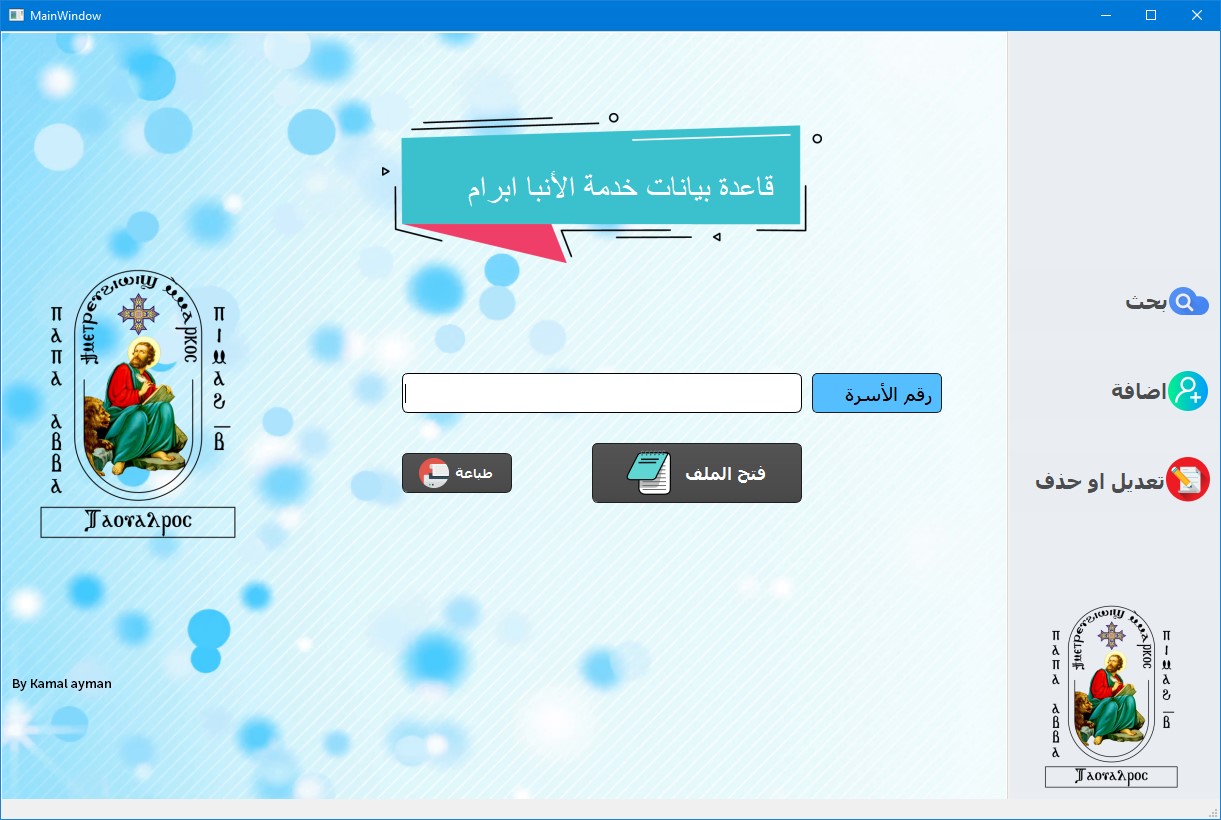 MainWindow
قاعدة بيانات خدمة الأنبا ابرام
رقم الأسرة
فتح الملف
طباعة
بحث
اضافة
تعديل او حذف
By Kamal ayman